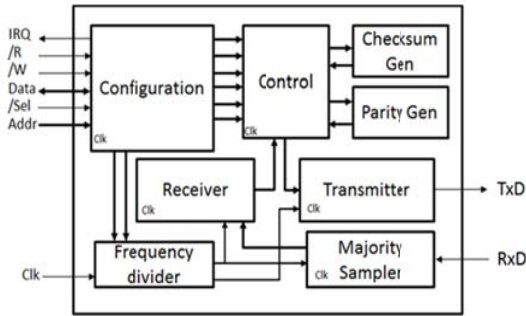 IRQ
/R
/W
Data
/Sel
Addr
Configuration
Clk
Control
Clk
Checksum
Gen
Parity Gen
Receiver
Clk
Transmitter
Clk
TxD
Clk
Frequency
divider
Majority
Sampler
Clk
RxD